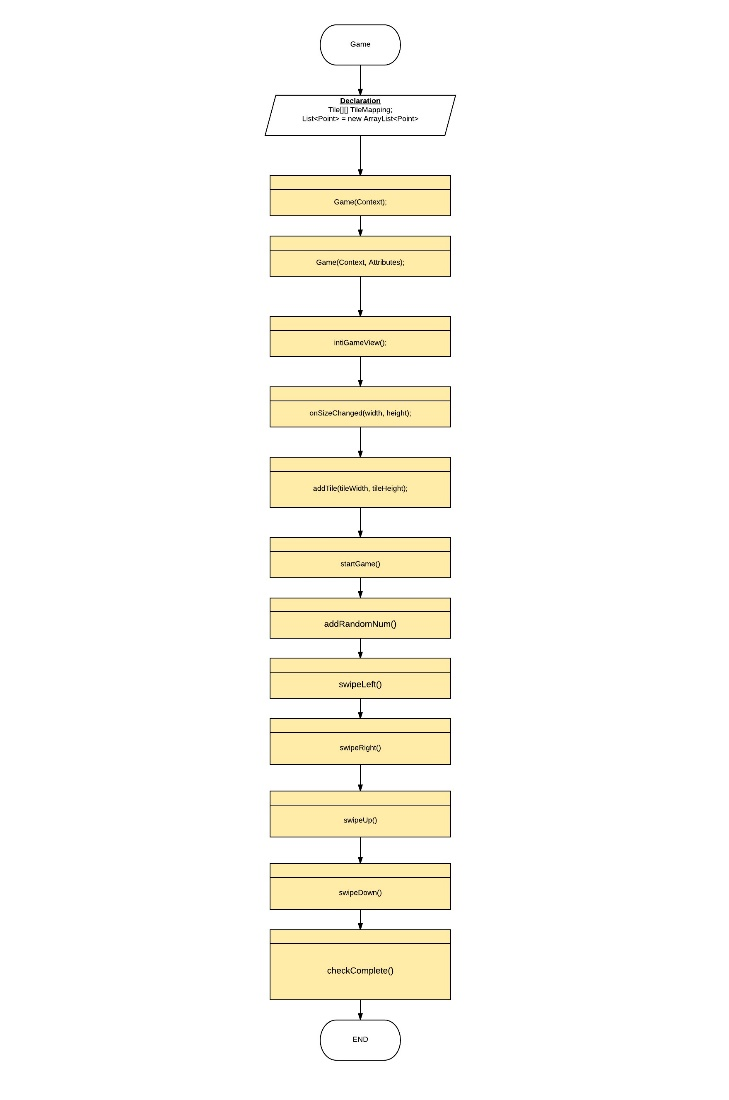 Game
Declaration
Tile[][] TileMapping;
List<Point> = new ArrayList<Point>
Game(Context);
Game(Context, Attributes);
intiGameView();
onSizeChanged(width, height);
addTile(tileWidth, tileHeight);
startGame()
addRandomNum()
swipeLeft()
swipeRight()
swipeUp()
swipeDown()
checkComplete()
END